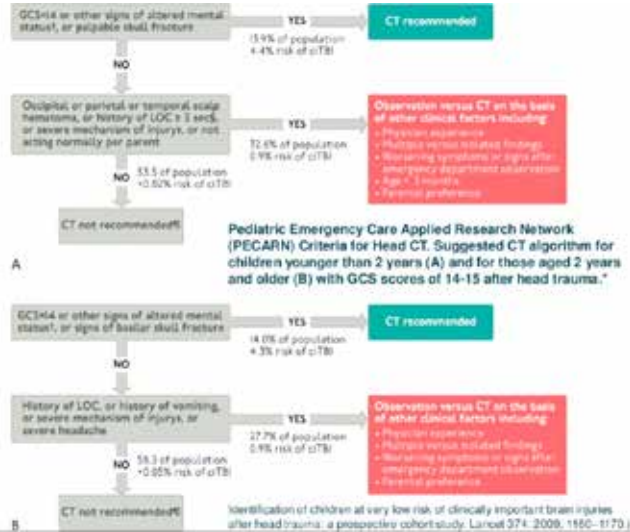 GCS=14 or other signs of altered mental
status†, or palpable skull fracture
YES
13.9% of population
4.4% risk of ciTBI
CT recommended
NO
Occipital or parietal or temporal scalp
hematoma, or history of LOC ≥ 5 sec§,
or severe mechanism of injury‡, or not
acting normally per parent
YES
32.6% of population
0.9% risk of ciTBI
Observation versus CT on the basis
of other clinical factors including:
• Physician experience
• Multiple versus isolated findings
• Worsening symptoms or signs after
emergency department observation
• Age < 3 months
• Parental preference
NO
53.5 of population
<0.02% risk of ciTBI
CT not recommended¶
A
Pediatric Emergency Care Applied Research Network
(PECARN) Criteria for Head CT. Suggested CT algorithm for
children younger than 2 years (A) and for those aged 2 years
and older (B) with GCS scores of 14-15 after head trauma.*
GCS=14 or other signs of altered mental
status†, or signs of basilar skull fracture
YES
14.0% of population
4.3% risk of ciTBI
CT recommended
NO
History of LOC, or history of vomiting,
or severe mechanism of injury‡, or
severe headache
YES
27.7% of population
0.9% risk of ciTBI
Observation versus CT on the basis
of other clinical factors including:
• Physician experience
• Multiple versus isolated findings
• Worsening symptoms or signs after
emergency department observation
• Parental preference
NO
58.3 of population
<0.05% risk of ciTBI
CT not recommended¶
B
Identification of children at very low risk of clinically important brain injuries
after head trauma: a prospective cohort study. Lancet 374: 2009, 1160–1170.